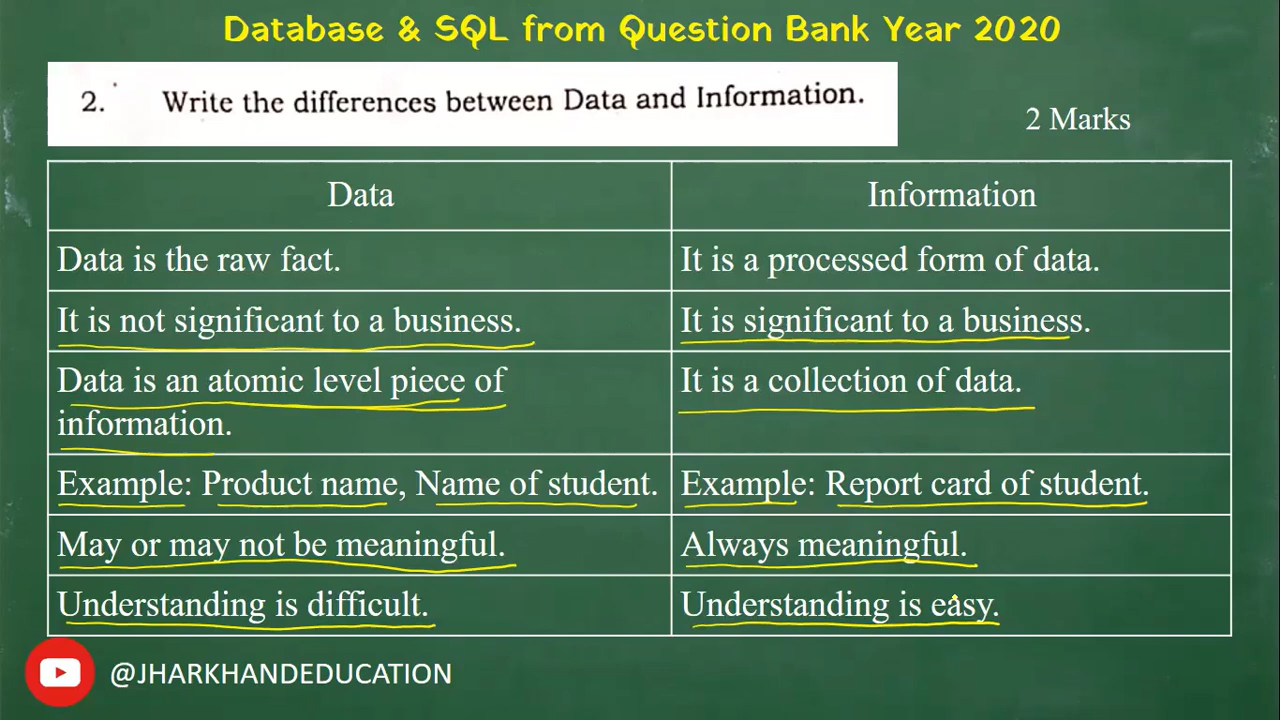 Database & SQL from Question Bank Year 2020
2. Write the differences between Data and Information.
2 Marks
Data
Information
Data is the raw fact.
It is a processed form of data.
It is not significant to a business.
It is significant to a business.
Data is an atomic level piece of
information.
It is a collection of data.
Example: Product name, Name of student.
Example: Report card of student.
May or may not be meaningful.
Always meaningful.
Understanding is difficult.
Understanding is easy.
@JHARKHANDEDUCATION